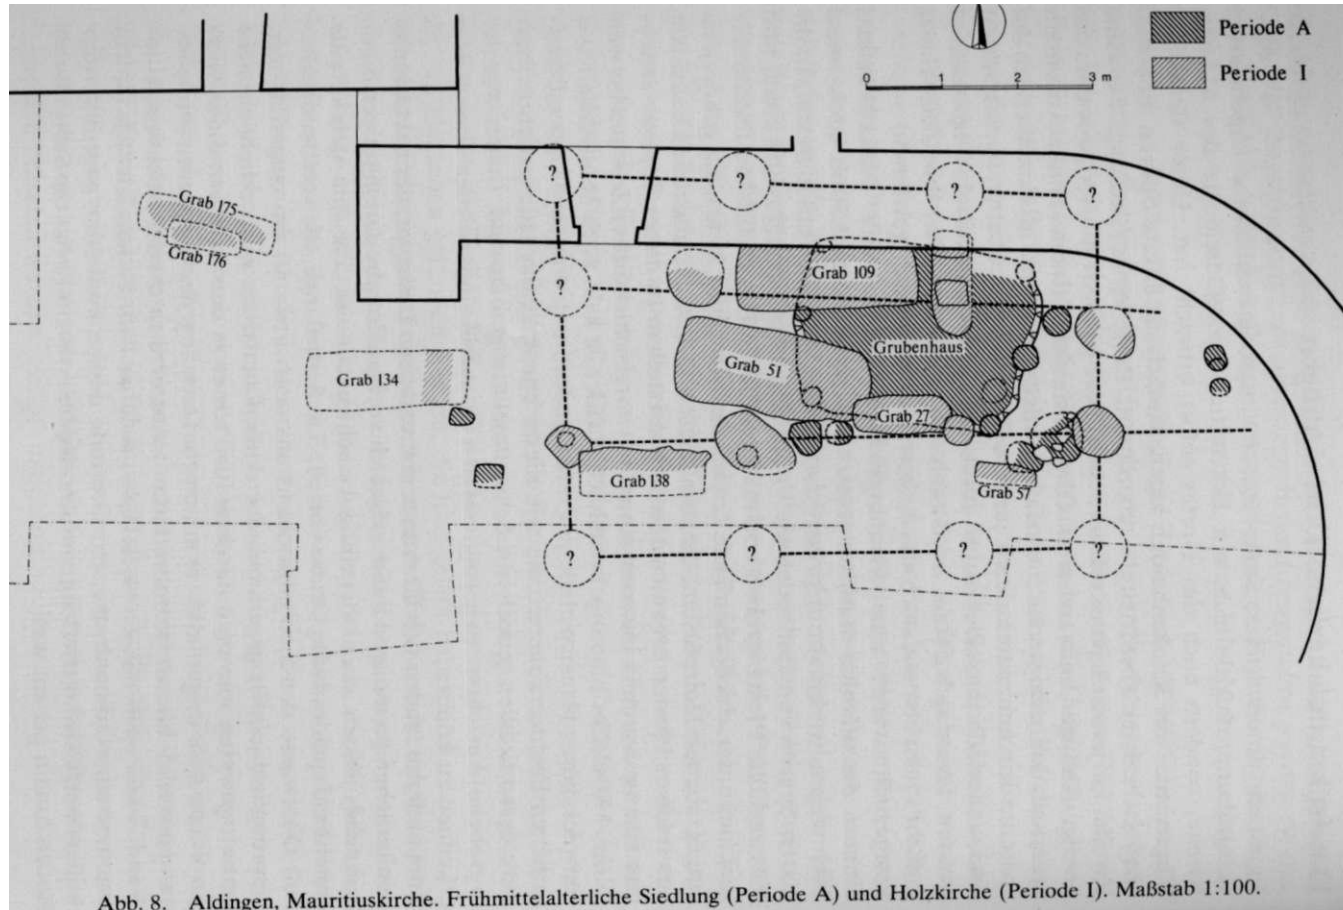 Periode A
Periode I
0 1 2 3 m
? ? ? ?
Grab 175
Grab 176
?
Grab 109
Grubenhaus
Grab 134
Grab 51
Grab 27
Grab 138
Grab 57
? ? ? ?
Abb. 8. Aldingen, Mauritiuskirche. Frühmittelalterliche Siedlung (Periode A) und Holzkirche (Periode I). Maßstab 1:100.